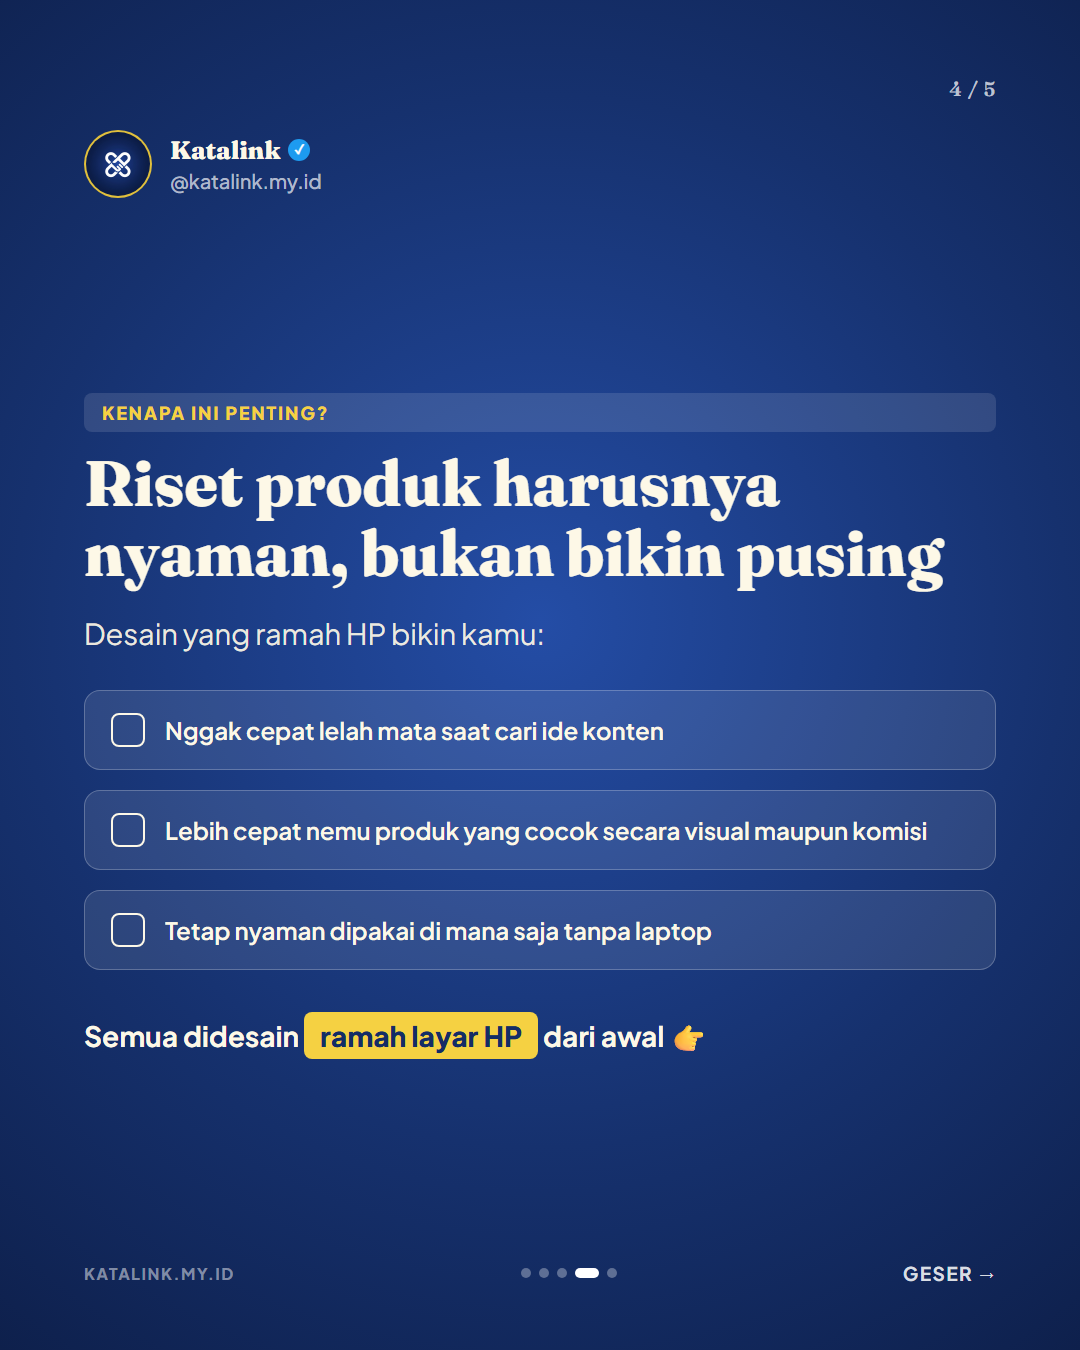 4 / 5
Katalink
@katalink.my.id
KENAPA INI PENTING?
Riset produk harusnya
nyaman, bukan bikin pusing
Desain yang ramah HP bikin kamu:
Nggak cepat lelah mata saat cari ide konten
Lebih cepat nemu produk yang cocok secara visual maupun komisi
Tetap nyaman dipakai di mana saja tanpa laptop
Semua didesain ramah layar HP dari awal 👉
KATALINK.MY.ID
GESER →